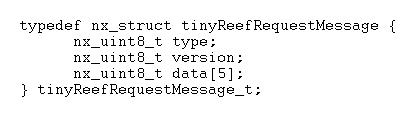 typedef nx_struct tinyReefRequestMessage {
nx_uint8_t type;
nx_uint8_t version;
nx_uint8_t data[5];
} tinyReefRequestMessage_t;